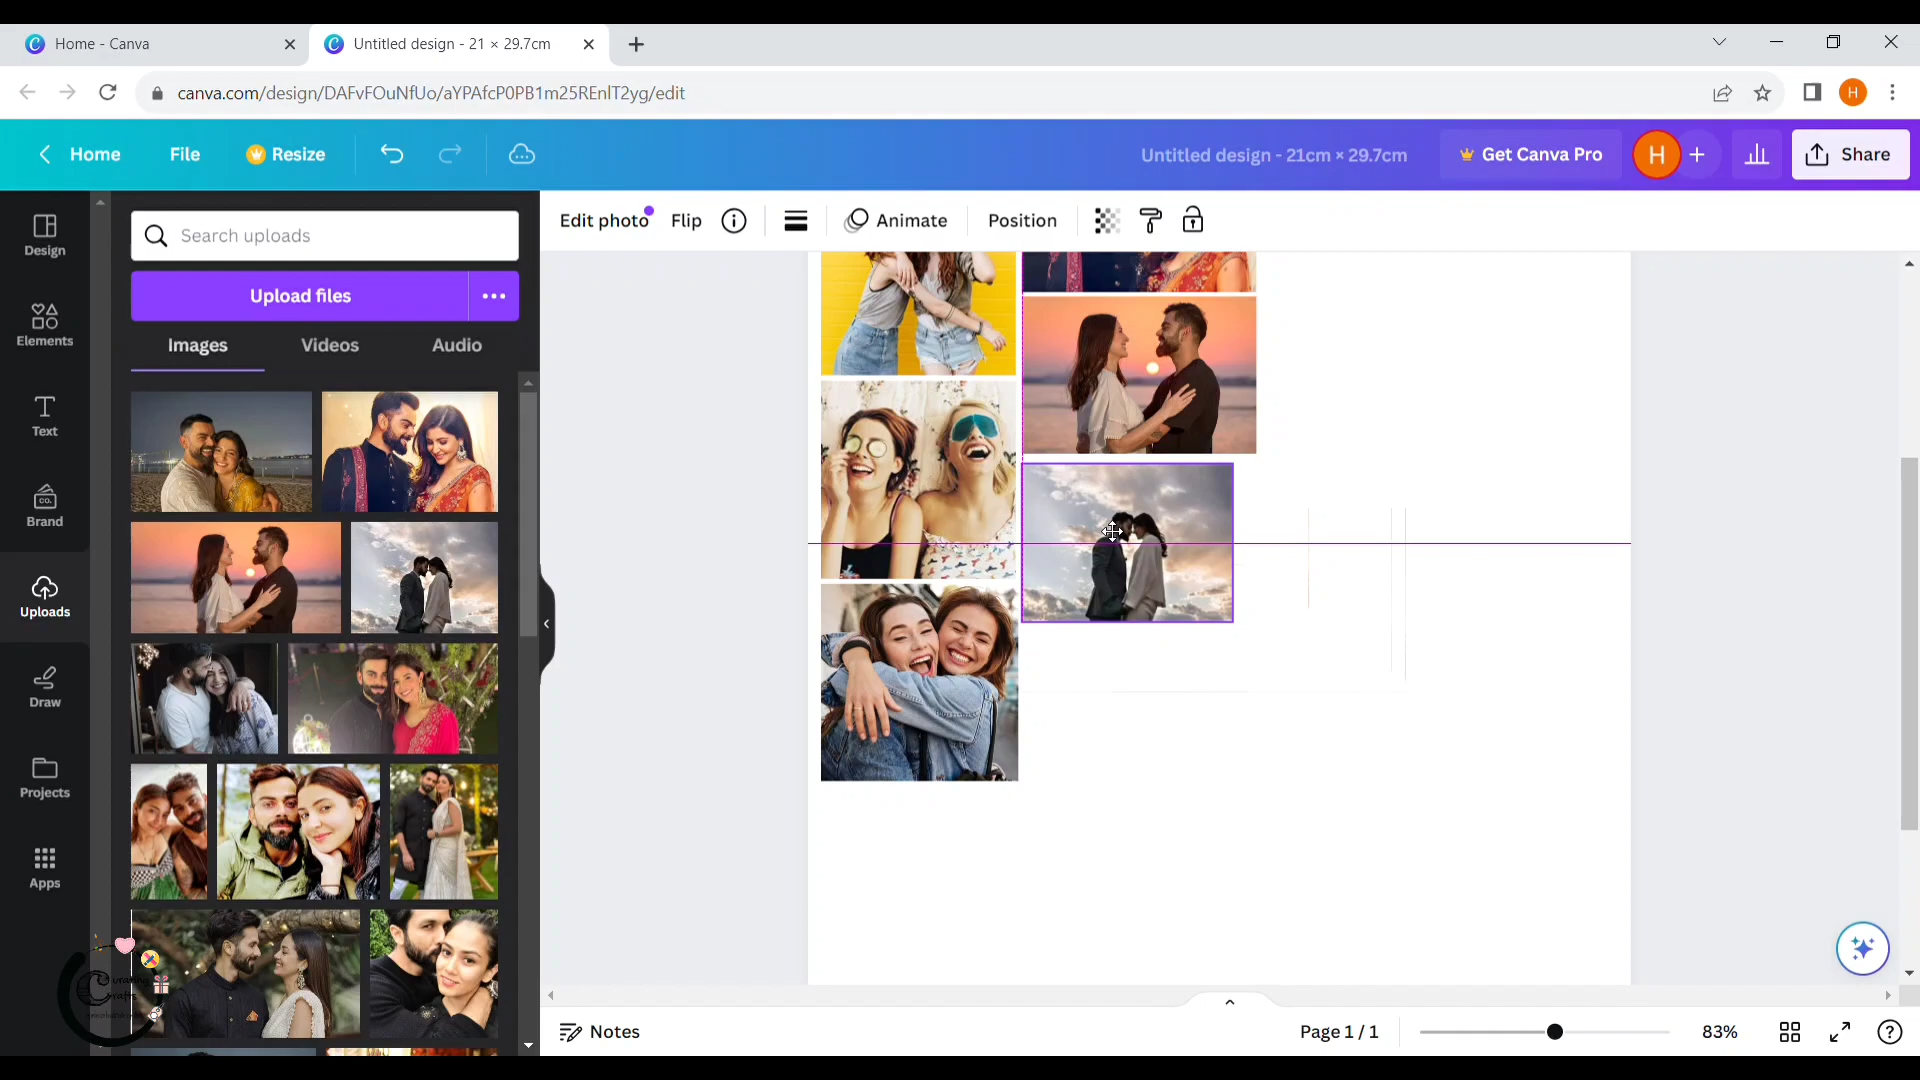 Home - Canva
Untitled design - 21 × 29.7cm
canva.com/design/DAFvFOuNfUo/aYPAfcP0PB1m25REnlT2yg/edit
H
Home
File
Resize
Untitled design - 21cm × 29.7cm
Get Canva Pro
H
Share
Design
Elements
Text
CO.
Brand
Uploads
Draw
Projects
Apps
Search uploads
Upload files
Images
Videos
Audio
Edit photo
Flip
Animate
Position
Notes
Page 1 / 1
83%